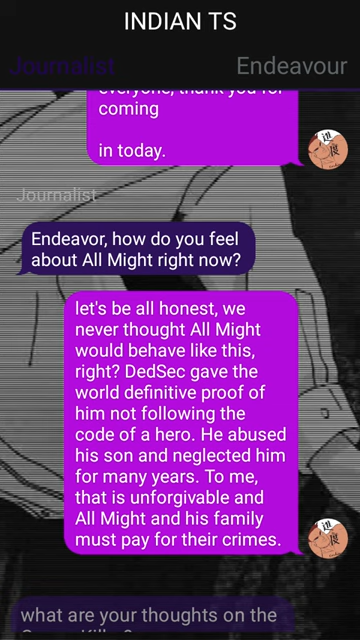 INDIAN TS
Journalist
Endeavour
everyone, thank you for
coming
in today.
Journalist
Endeavor, how do you feel
about All Might right now?
let's be all honest, we
never thought All Might
would behave like this,
right? DedSec gave the
world definitive proof of
him not following the
code of a hero. He abused
his son and neglected him
for many years. To me,
that is unforgivable and
All Might and his family
must pay for their crimes.
what are your thoughts on the